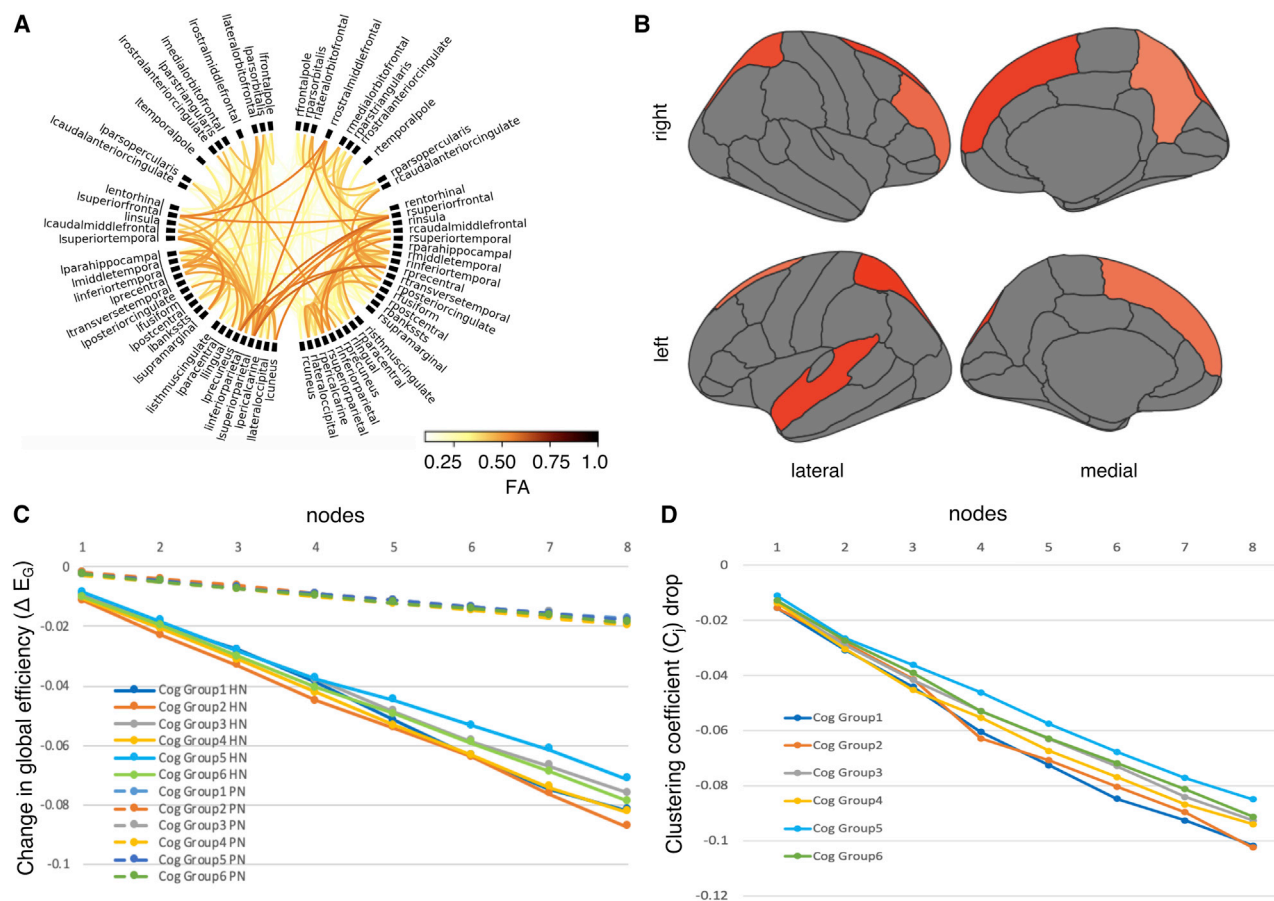 A
lfrontalpole
lparsorbitalis
llateralorbitofrontal
lrostralmiddlefrontal
lmedialorbitofrontal
lparstriangularis
lrostralanteriorcingulate
ltemporalpole
lparsopercularis
lcaudalanteriorcingulate
lentorhinal
lsuperiorfrontal
linsula
lcaudalmiddlefrontal
lsuperiortemporal
lparahippocampal
lmiddletemporal
linferiortemporal
lprecentral
ltransversetemporal
lposteriorcingulate
lfusiform
lpostcentral
lbankssts
lsupramarginal
listhmuscingulate
lparacentral
llingual
lprecuneus
linferiorparietal
lsuperiorparietal
lpericalcarine
llateraloccipital
lcuneus
rfrontalpole
rparsorbitalis
rlateralorbitofrontal
rrostralmiddlefrontal
rmedialorbitofrontal
rparstriangularis
rrostralanteriorcingulate
rtemporalpole
rparsopercularis
rcaudalanteriorcingulate
rentorhinal
rsuperiorfrontal
rinsula
rcaudalmiddlefrontal
rsuperiortemporal
rparahippocampal
rmiddletemporal
rinferiortemporal
rprecentral
rtransversetemporal
rposteriorcingulate
rfusiform
rpostcentral
rbankssts
rsupramarginal
risthmuscingulate
rparacentral
rlingual
rprecuneus
rinferiorparietal
rsuperiorparietal
rpericalcarine
rlateraloccipital
rcuneus
0.25 0.50 0.75 1.0
FA
B
right
left
lateral medial
C
nodes
1 2 3 4 5 6 7 8
Change in global efficiency (Δ E_G)
0
-0.02
-0.04
-0.06
-0.08
-0.1
Cog Group1 HN
Cog Group2 HN
Cog Group3 HN
Cog Group4 HN
Cog Group5 HN
Cog Group6 HN
Cog Group1 PN
Cog Group2 PN
Cog Group3 PN
Cog Group4 PN
Cog Group5 PN
Cog Group6 PN
D
nodes
1 2 3 4 5 6 7 8
Clustering coefficient (C_j) drop
0
-0.02
-0.04
-0.06
-0.08
-0.1
-0.12
Cog Group1
Cog Group2
Cog Group3
Cog Group4
Cog Group5
Cog Group6